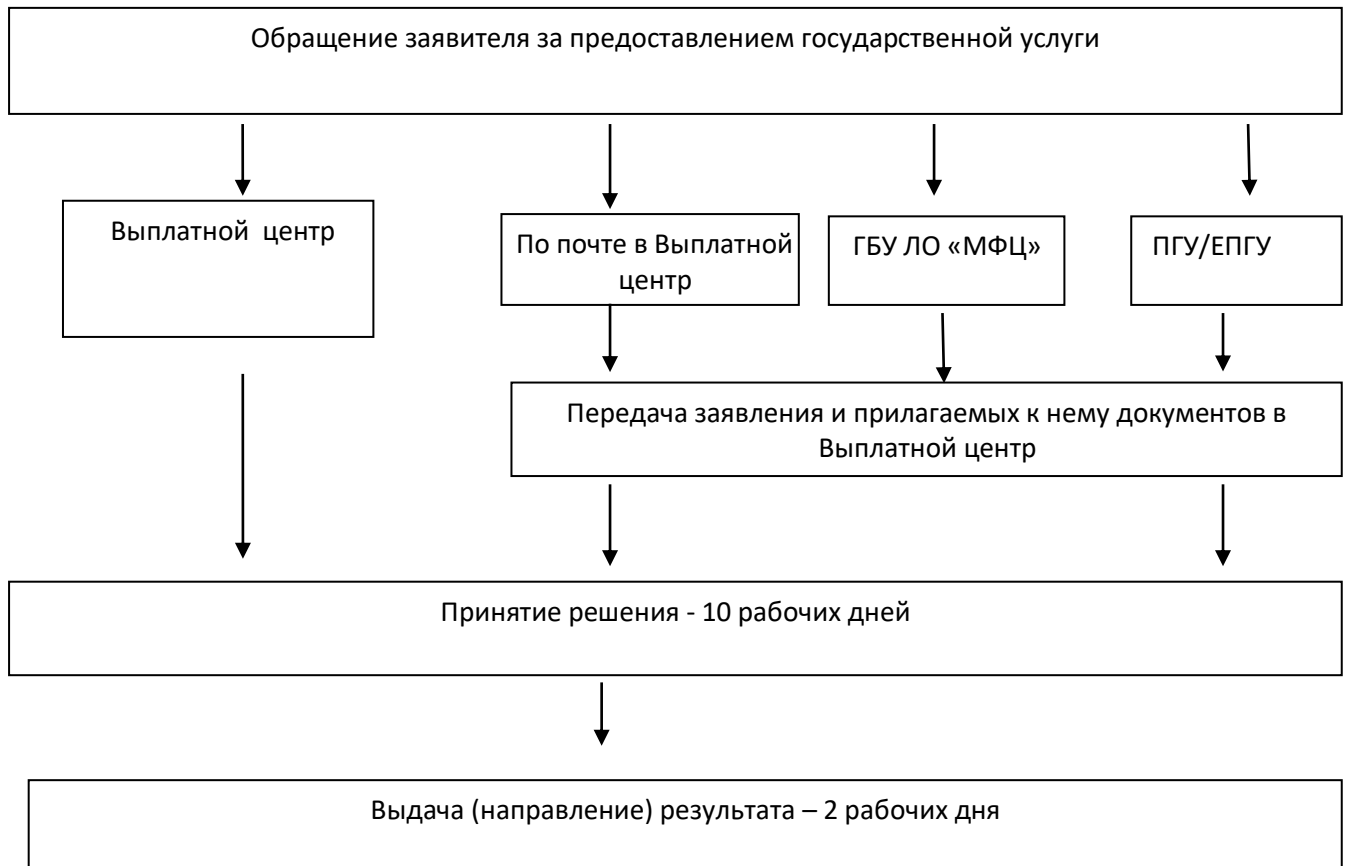 Обращение заявителя за предоставлением государственной услуги
Выплатной центр
По почте в Выплатной
центр
ГБУ ЛО «МФЦ»
ПГУ/ЕПГУ
Передача заявления и прилагаемых к нему документов в
Выплатной центр
Принятие решения - 10 рабочих дней
Выдача (направление) результата – 2 рабочих дня